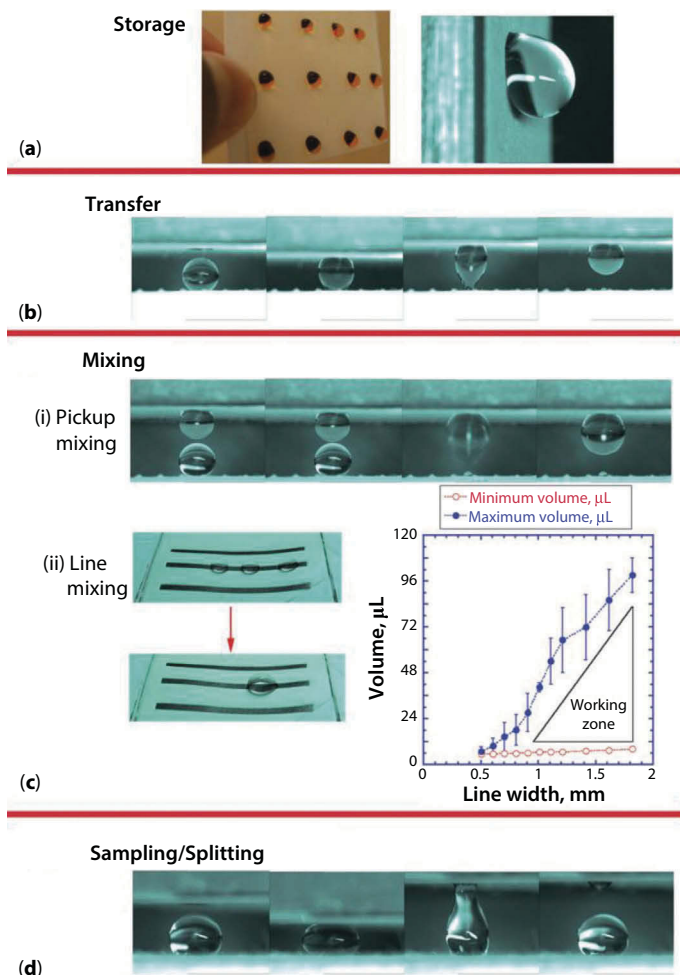 Storage
(a)
Transfer
(b)
Mixing
(i) Pickup
mixing
(ii) Line
mixing
Minimum volume, μL
Maximum volume, μL
120
96
72
48
24
0
Volume, μL
Working
zone
0
0.5
1
1.5
2
Line width, mm
(c)
Sampling/Splitting
(d)